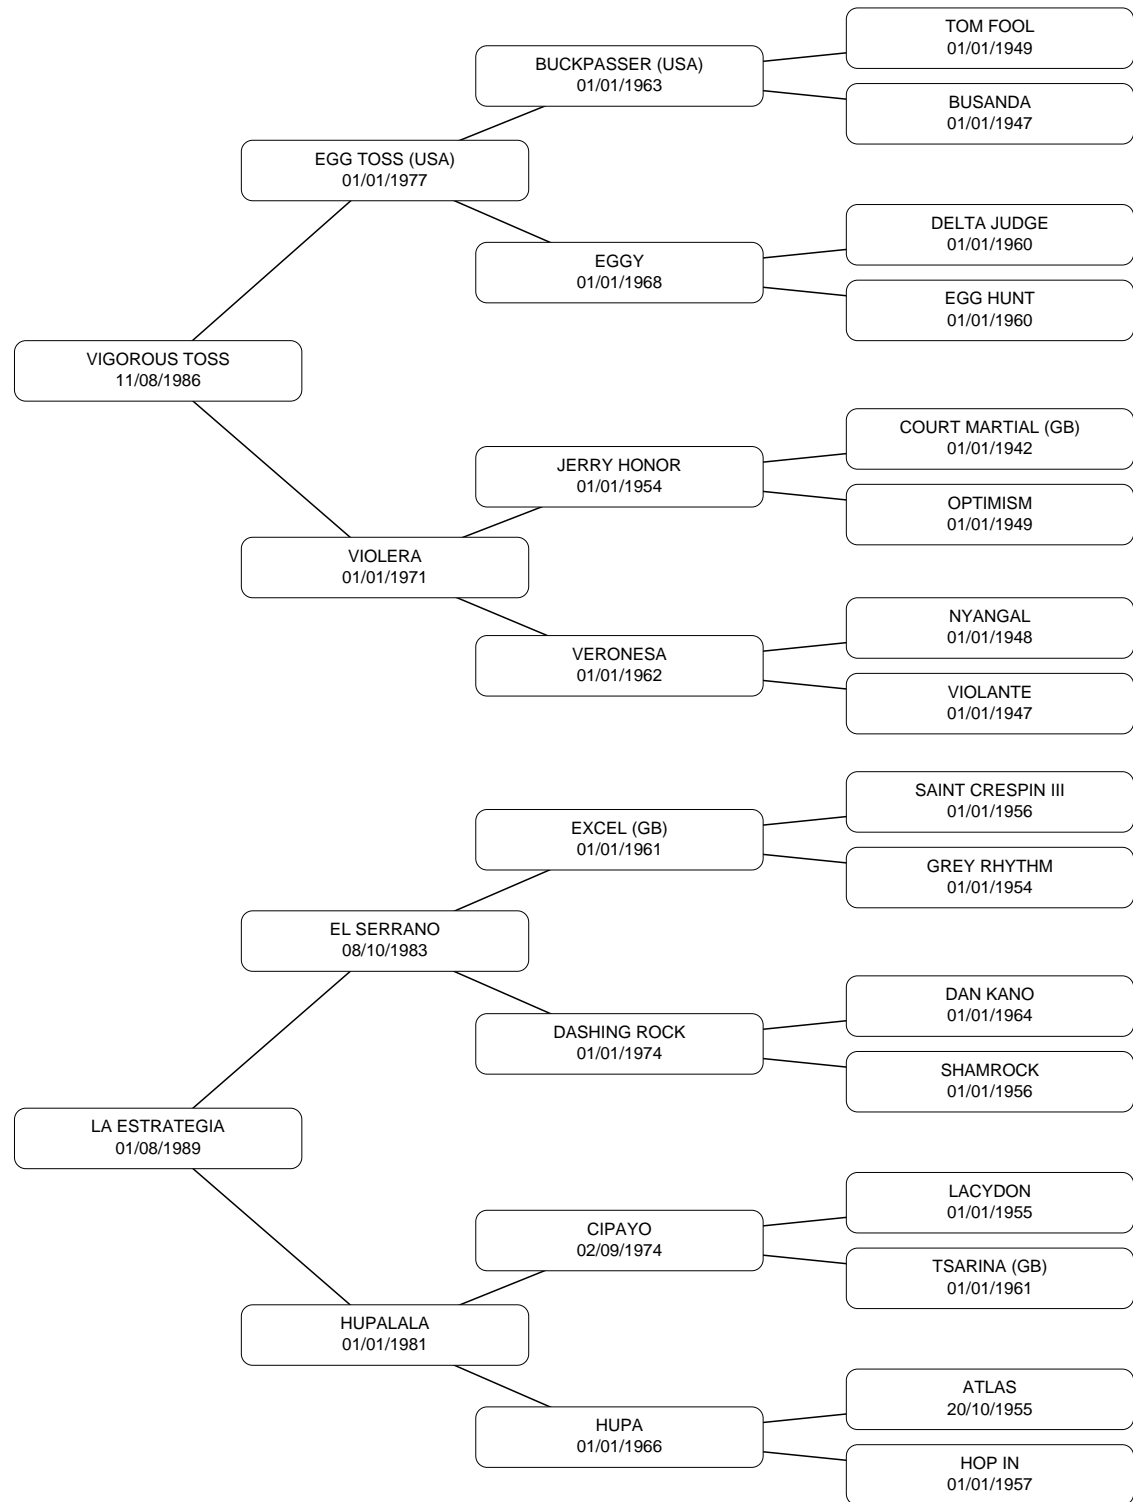 TOM FOOL
01/01/1949
BUCKPASSER (USA)
01/01/1963
BUSANDA
01/01/1947
EGG TOSS (USA)
01/01/1977
DELTA JUDGE
01/01/1960
EGGY
01/01/1968
EGG HUNT
01/01/1960
VIGOROUS TOSS
11/08/1986
COURT MARTIAL (GB)
01/01/1942
JERRY HONOR
01/01/1954
OPTIMISM
01/01/1949
VIOLERA
01/01/1971
NYANGAL
01/01/1948
VERONESA
01/01/1962
VIOLANTE
01/01/1947
SAINT CRESPIN III
01/01/1956
EXCEL (GB)
01/01/1961
GREY RHYTHM
01/01/1954
EL SERRANO
08/10/1983
DAN KANO
01/01/1964
DASHING ROCK
01/01/1974
SHAMROCK
01/01/1956
LA ESTRATEGIA
01/08/1989
LACYDON
01/01/1955
CIPAYO
02/09/1974
TSARINA (GB)
01/01/1961
HUPALALA
01/01/1981
ATLAS
20/10/1955
HUPA
01/01/1966
HOP IN
01/01/1957